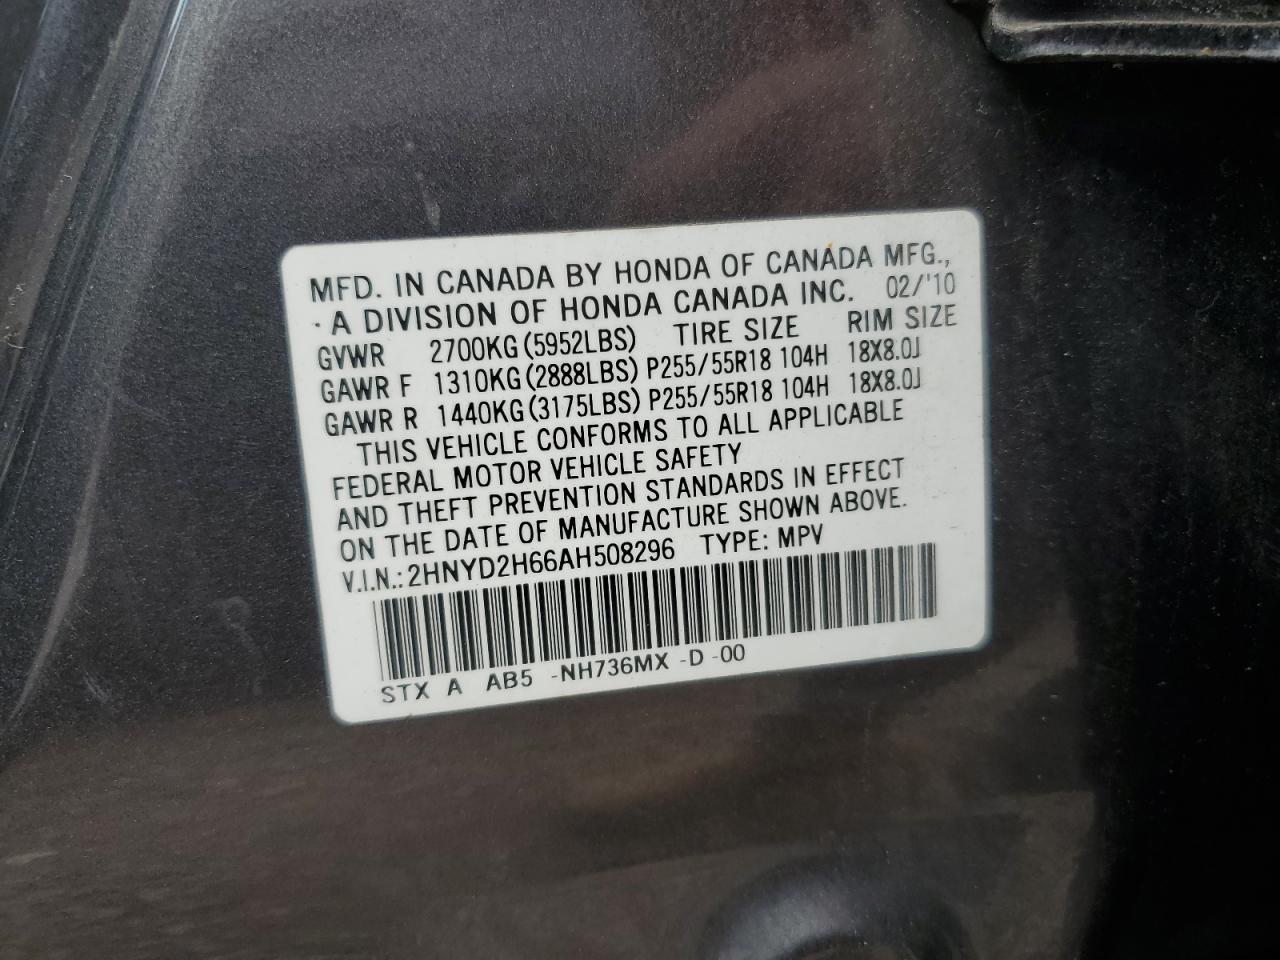 MFD. IN CANADA BY HONDA OF CANADA MFG.,
· A DIVISION OF HONDA CANADA INC. 02/'10
GVWR 2700KG (5952LBS) TIRE SIZE RIM SIZE
GAWR F 1310KG (2888LBS) P255/55R18 104H 18X8.0J
GAWR R 1440KG (3175LBS) P255/55R18 104H 18X8.0J
THIS VEHICLE CONFORMS TO ALL APPLICABLE
FEDERAL MOTOR VEHICLE SAFETY
AND THEFT PREVENTION STANDARDS IN EFFECT
ON THE DATE OF MANUFACTURE SHOWN ABOVE.
V.I.N.: 2HNYD2H66AH508296 TYPE: MPV
STX A AB5 -NH736MX -D -00